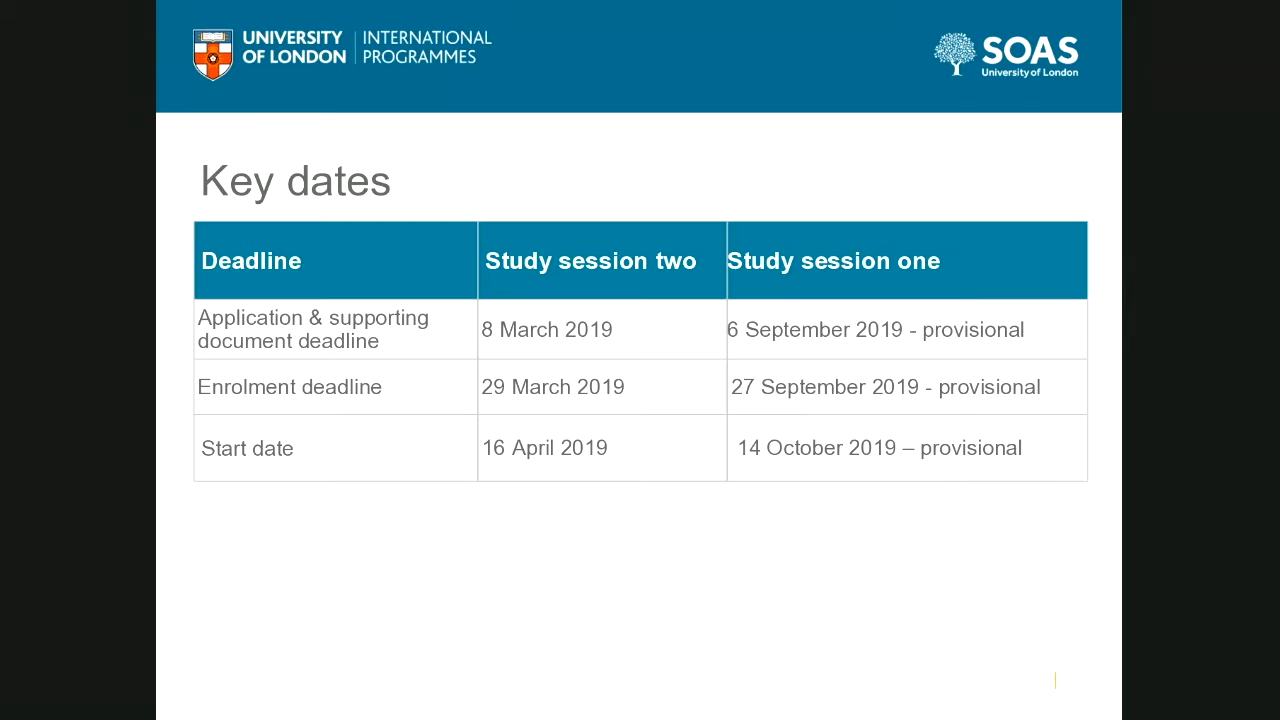 UNIVERSITY OF LONDON
INTERNATIONAL PROGRAMMES
SOAS
University of London
Key dates
Deadline
Study session two
Study session one
Application & supporting
document deadline
8 March 2019
6 September 2019 - provisional
Enrolment deadline
29 March 2019
27 September 2019 - provisional
Start date
16 April 2019
14 October 2019 – provisional